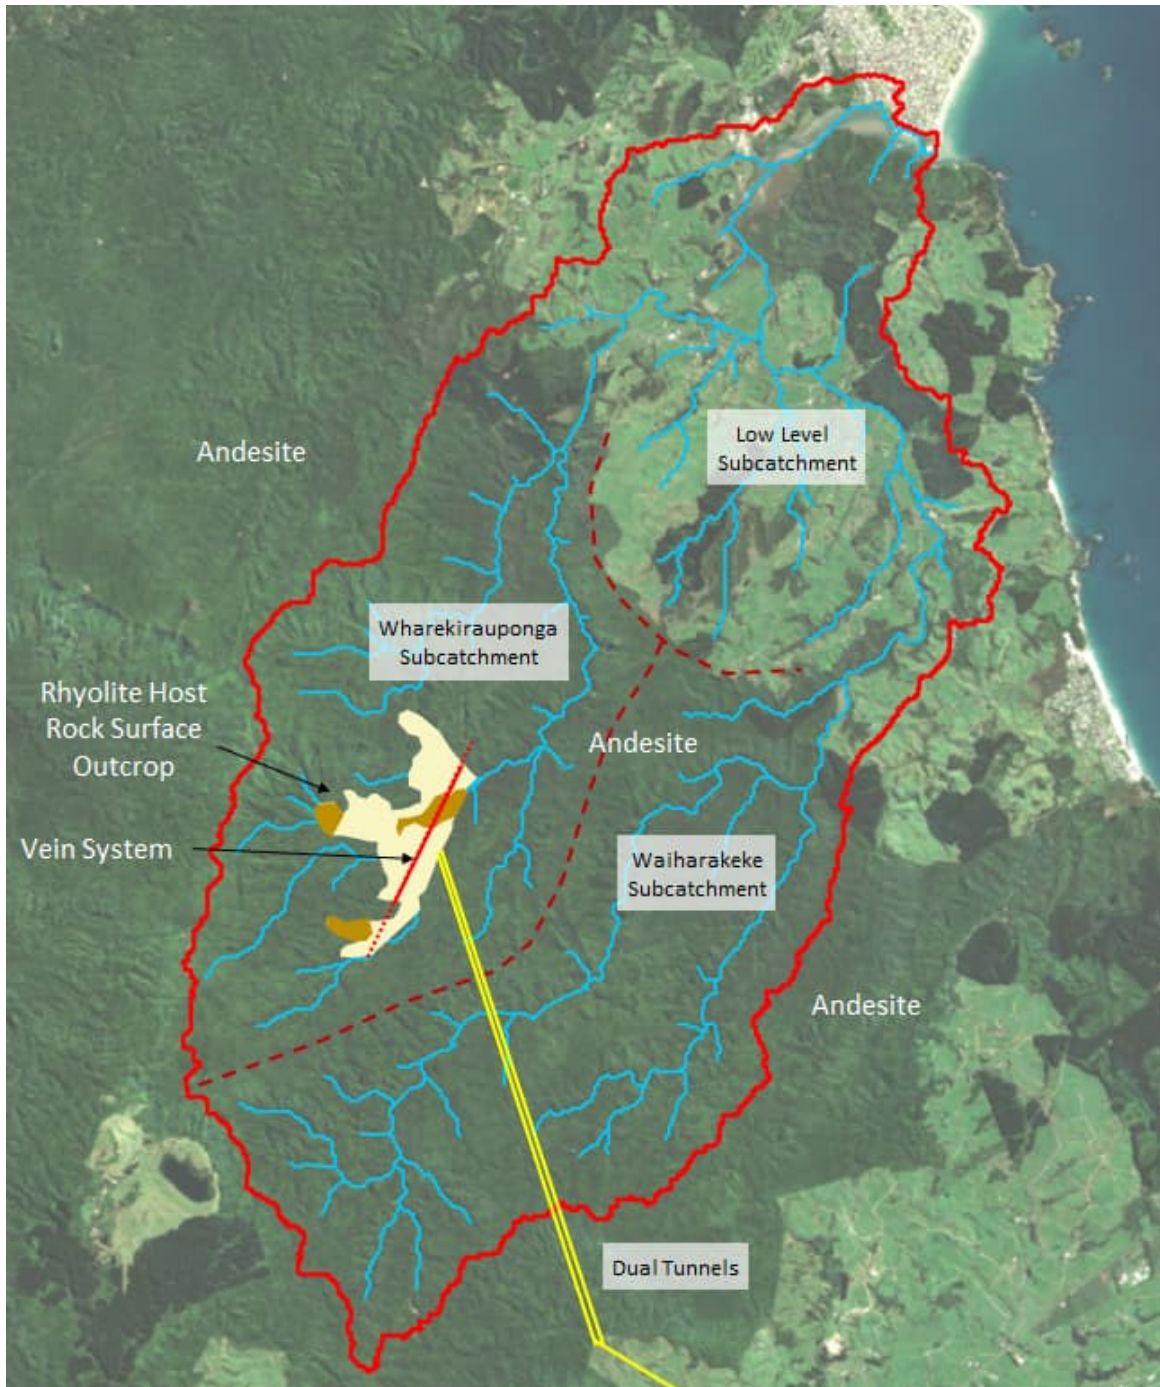 Andesite
Low Level
Subcatchment
Wharekirauponga
Subcatchment
Rhyolite Host
Rock Surface
Outcrop
Andesite
Vein System
Waiharakeke
Subcatchment
Andesite
Dual Tunnels